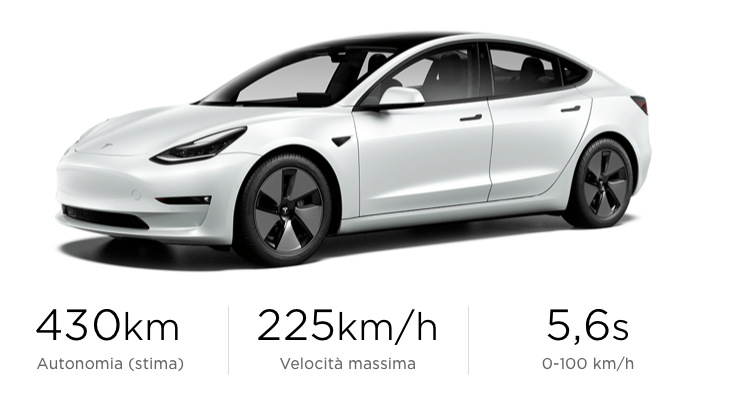 430km
225km/h
5,6s
Autonomia (stima)
Velocità massima
0-100 km/h